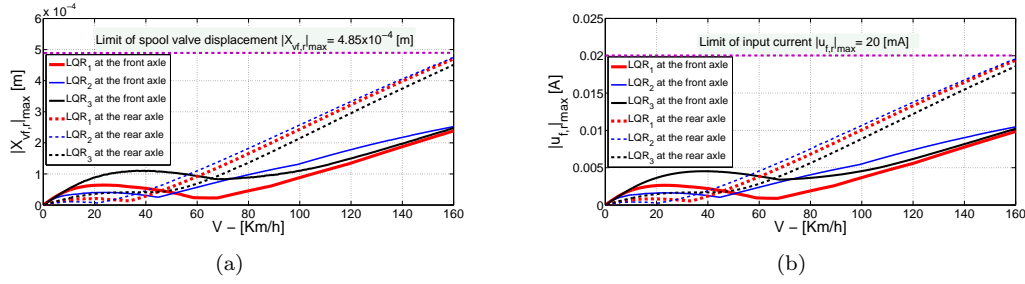 x 10⁻⁴
Limit of spool valve displacement |X_vf,r|_max= 4.85x10⁻⁴ [m]
LQR₁ at the front axle
LQR₂ at the front axle
LQR₃ at the front axle
LQR₁ at the rear axle
LQR₂ at the rear axle
LQR₃ at the rear axle
|X_vf,r|_max [m]
6
5
4
3
2
1
0
0 20 40 60 80 100 120 140 160
V − [Km/h]
(a)
Limit of input current |u_f,r|_max= 20 [mA]
LQR₁ at the front axle
LQR₂ at the front axle
LQR₃ at the front axle
LQR₁ at the rear axle
LQR₂ at the rear axle
LQR₃ at the rear axle
|u_f,r|_max [A]
0.025
0.02
0.015
0.01
0.005
0.000
0 20 40 60 80 100 120 140 160
V − [Km/h]
(b)